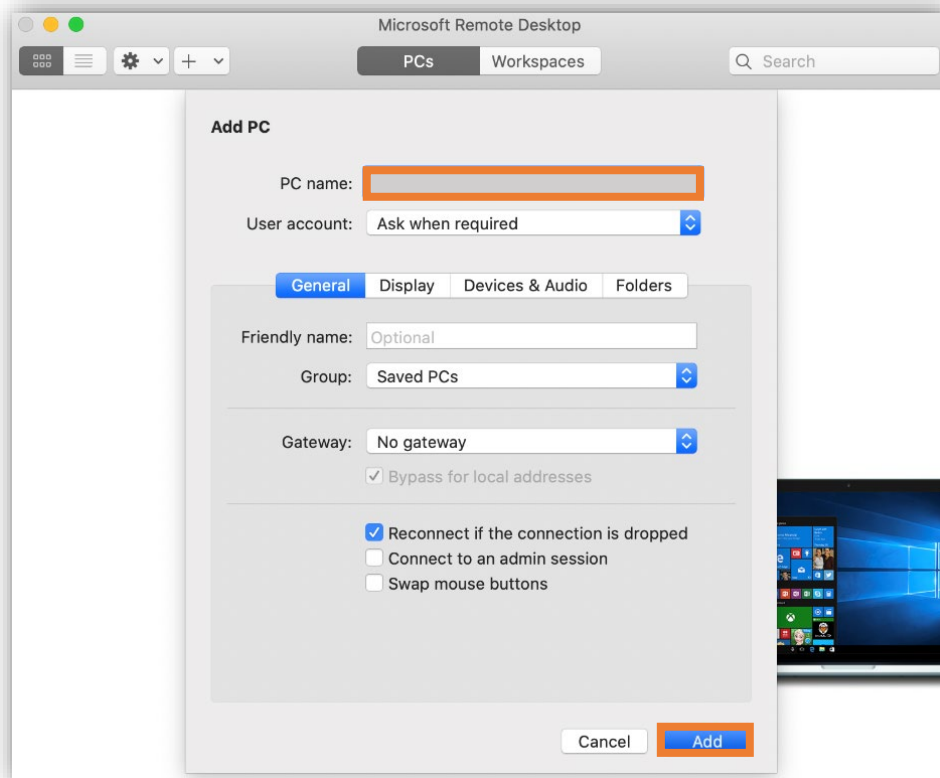 Microsoft Remote Desktop
PCs Workspaces Search
Add PC
PC name:
User account: Ask when required
General Display Devices & Audio Folders
Friendly name: Optional
Group: Saved PCs
Gateway: No gateway
Bypass for local addresses
Reconnect if the connection is dropped
Connect to an admin session
Swap mouse buttons
Cancel Add